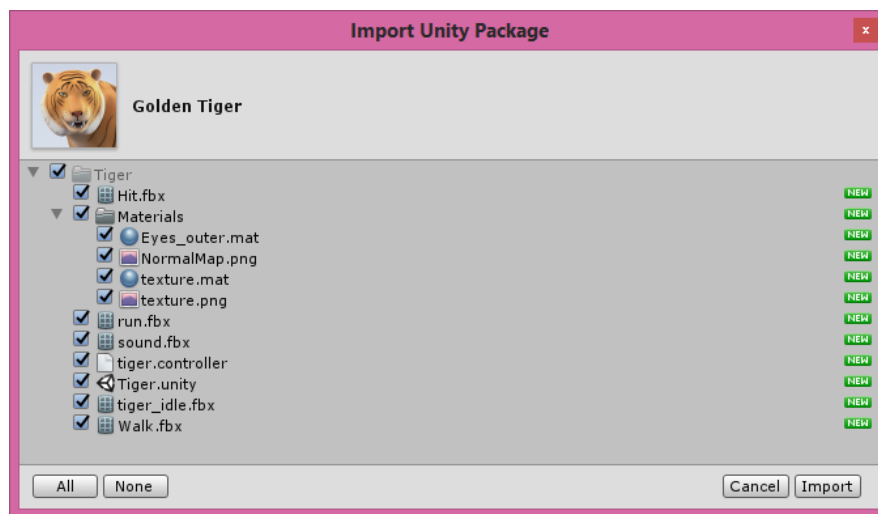 Import Unity Package
x
Golden Tiger
Tiger
Hit.fbx NEW
Materials NEW
Eyes_outer.mat NEW
NormalMap.png NEW
texture.mat NEW
texture.png NEW
run.fbx NEW
sound.fbx NEW
tiger.controller NEW
Tiger.unity NEW
tiger_idle.fbx NEW
Walk.fbx NEW
All None Cancel Import